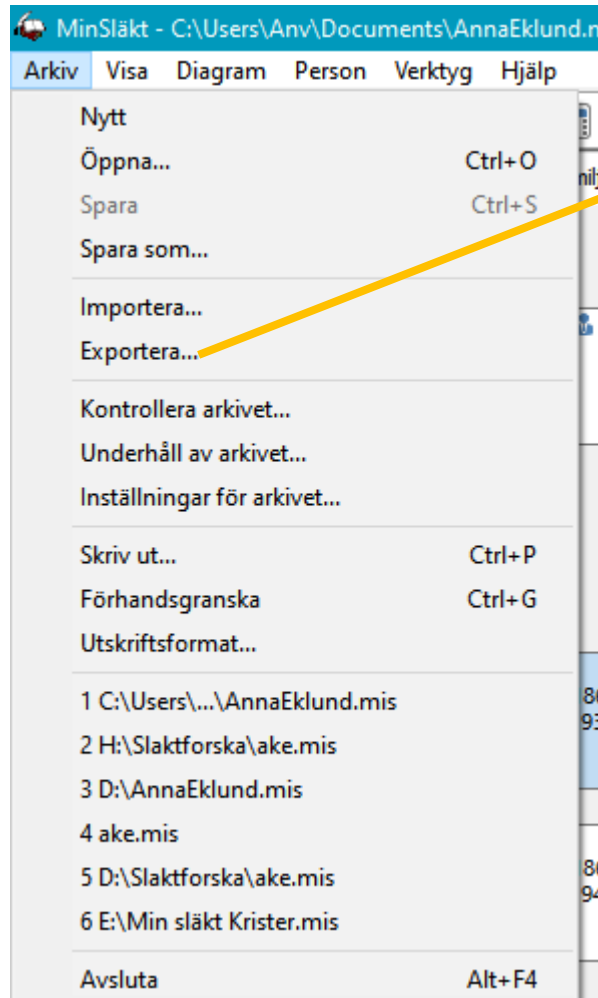 MinSläkt - C:\Users\Anv\Documents\AnnaEklund.m
Arkiv Visa Diagram Person Verktyg Hjälp
Nytt
Öppna... Ctrl+O
Spara Ctrl+S
Spara som...
Importera...
Exportera...
Kontrollera arkivet...
Underhåll av arkivet...
Inställningar för arkivet...
Skriv ut... Ctrl+P
Förhandsgranska Ctrl+G
Utskriftsformat...
1 C:\Users\...\AnnaEklund.mis
2 H:\Slaktforska\ake.mis
3 D:\AnnaEklund.mis
4 ake.mis
5 D:\Slaktforska\ake.mis
6 E:\Min släkt Krister.mis
Avsluta Alt+F4